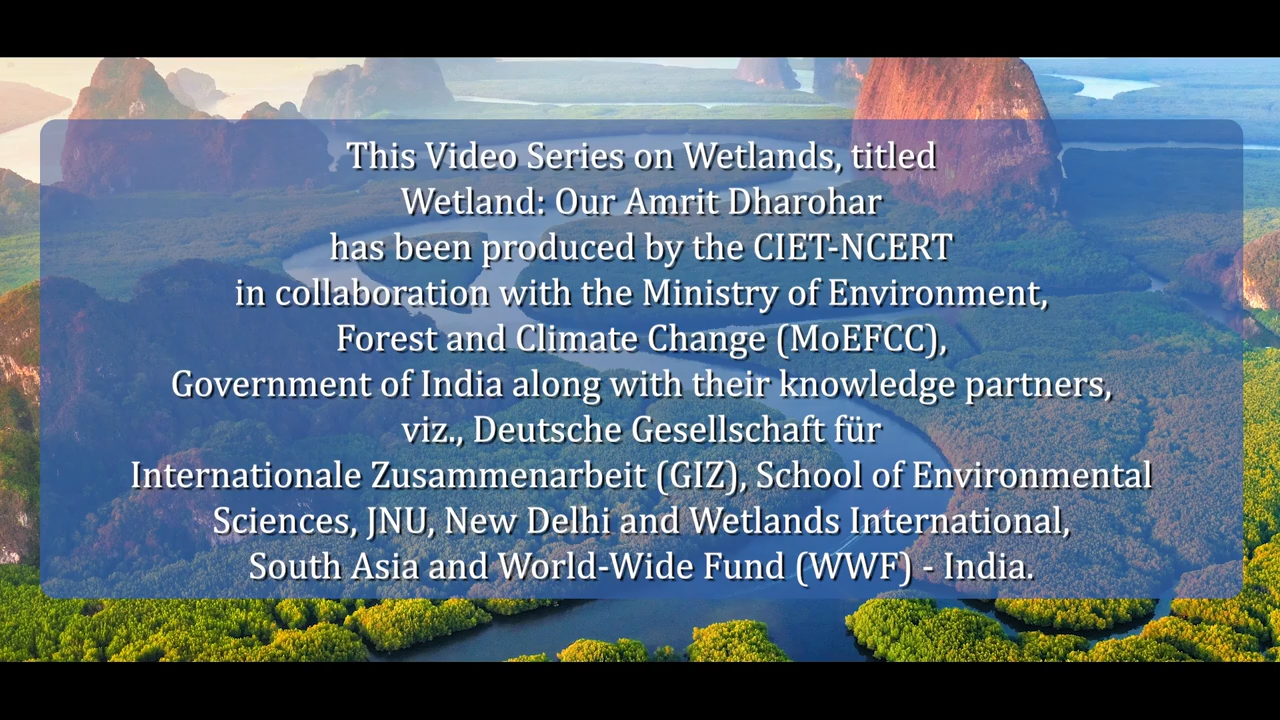 This Video Series on Wetlands, titled
Wetland: Our Amrit Dharohar
has been produced by the CIET-NCERT
in collaboration with the Ministry of Environment,
Forest and Climate Change (MoEFCC),
Government of India along with their knowledge partners,
viz., Deutsche Gesellschaft für
Internationale Zusammenarbeit (GIZ), School of Environmental
Sciences, JNU, New Delhi and Wetlands International,
South Asia and World-Wide Fund (WWF) - India.